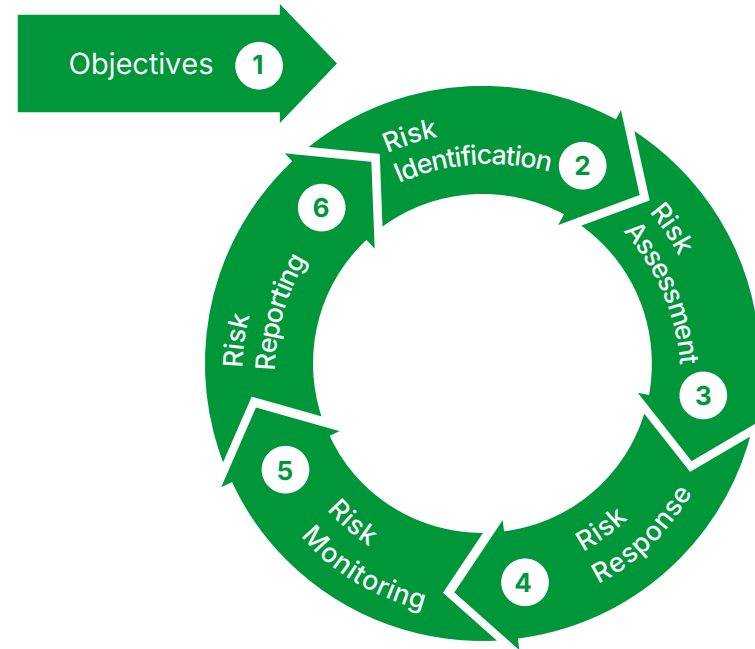 Objectives 1
Risk
Identification 2
Risk
Assessment
3
Risk
Response
4
Risk
Monitoring
5
Risk
Reporting
6